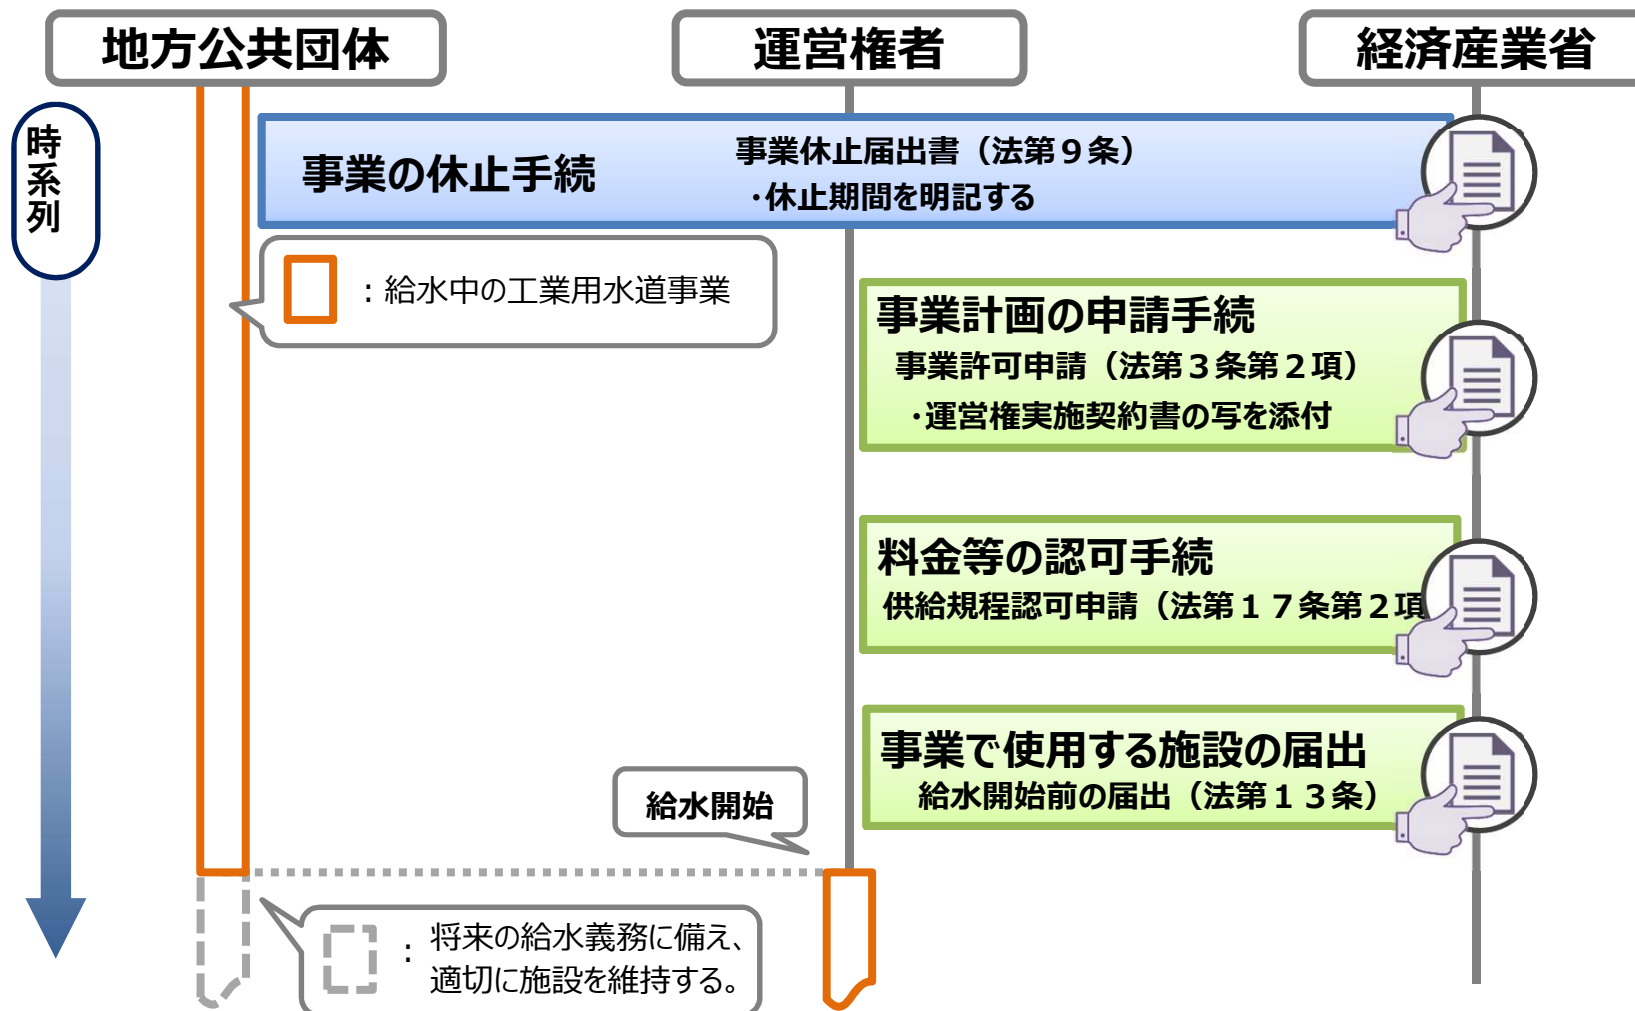 地方公共団体
運営権者
経済産業省
時系列
事業の休止手続
事業休止届出書（法第９条）
・休止期間を明記する
：給水中の工業用水道事業
事業計画の申請手続
事業許可申請（法第３条第２項）
・運営権実施契約書の写を添付
料金等の認可手続
供給規程認可申請（法第１７条第２項
事業で使用する施設の届出
給水開始前の届出（法第１３条）
給水開始
：
将来の給水義務に備え、
適切に施設を維持する。